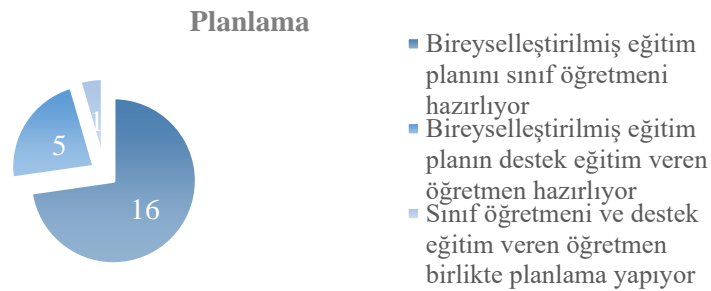 Planlama
Bireyselleştirilmiş eğitim
planını sınıf öğretmeni
hazırlıyor
Bireyselleştirilmiş eğitim
planın destek eğitim veren
öğretmen hazırlıyor
Sınıf öğretmeni ve destek
eğitim veren öğretmen
birlikte planlama yapıyor
1
5
16